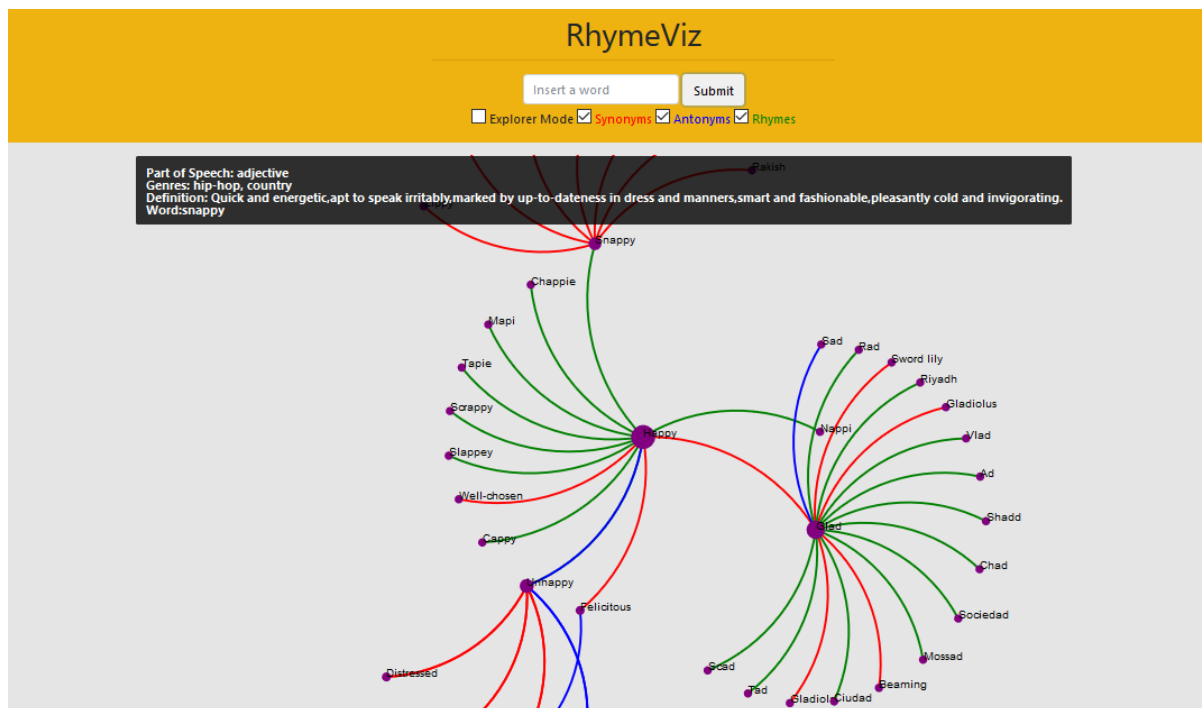 RhymeViz
Insert a word
Submit
Explorer Mode Synonyms Antonyms Rhymes
Part of Speech: adjective
Genres: hip-hop, country
Definition: Quick and energetic,apt to speak irritably,marked by up-to-dateness in dress and manners,smart and fashionable,pleasantly cold and invigorating.
Word:snappy
Rakish
Snappy
Chappie
Mapi
Tapie
Scrappy
Slappey
Well-chosen
Cappy
Happy
Nappi
Unhappy
Felicitous
Distressed
Sad
Rad
Sword lily
Riyadh
Gladiolus
Vlad
Ad
Shadd
Chad
Sociedad
Mossad
Beaming
Ciudad
Gladiol
Tad
Scad
Glad